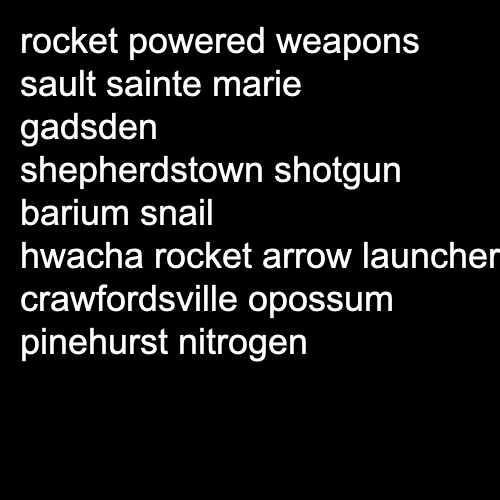 rocket powered weapons
sault sainte marie
gadsden
shepherdstown shotgun
barium snail
hwacha rocket arrow launcher
crawfordsville opossum
pinehurst nitrogen